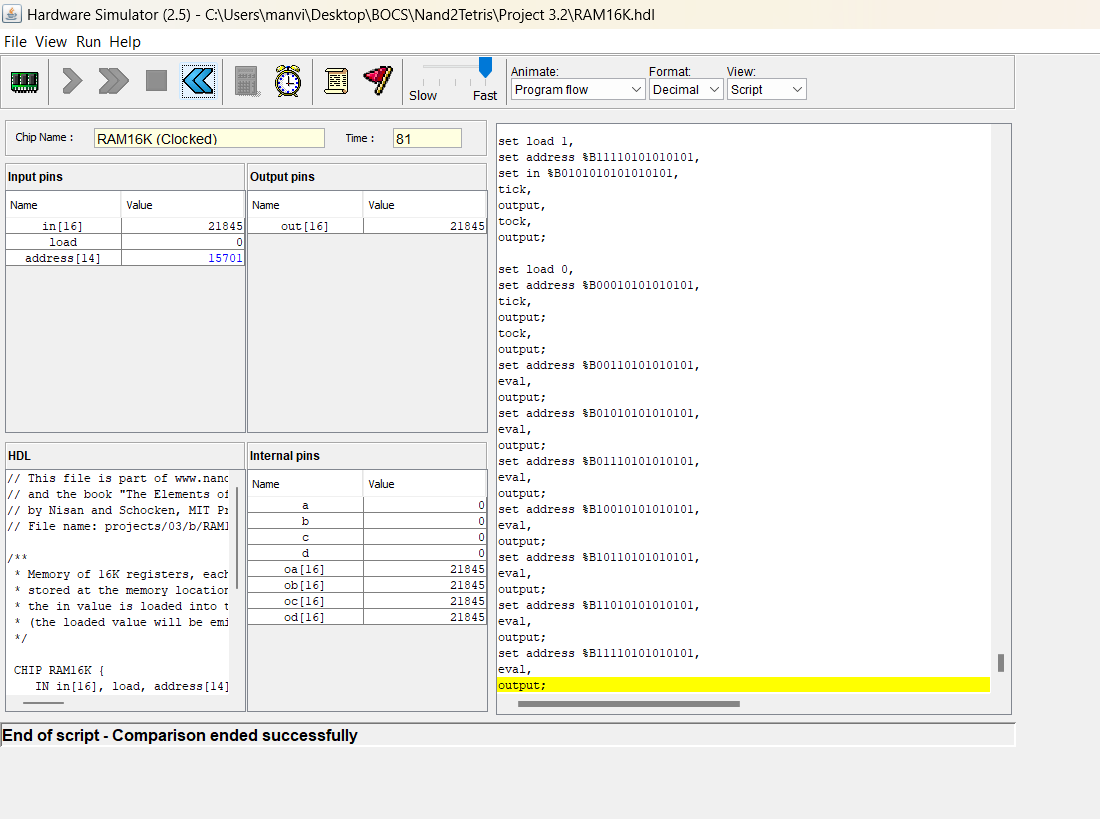 Hardware Simulator (2.5) - C:\Users\manvi\Desktop\BOCS\Nand2Tetris\Project 3.2\RAM16K.hdl
File View Run Help
Slow Fast
Animate: Format: View:
Program flow Decimal Script
Chip Name : RAM16K (Clocked) Time : 81
Input pins
Name Value
in[16] 21845
load 0
address[14] 15701
Output pins
Name Value
out[16] 21845
HDL
// This file is part of www.nand
// and the book "The Elements of
// by Nisan and Schocken, MIT Pr
// File name: projects/03/b/RAM1
/**
* Memory of 16K registers, each
* stored at the memory location
* the in value is loaded into t
* (the loaded value will be emi
*/
CHIP RAM16K {
IN in[16], load, address[14]
Internal pins
Name Value
a 0
b 0
c 0
d 0
oa[16] 21845
ob[16] 21845
oc[16] 21845
od[16] 21845
set load 1,
set address %B11110101010101,
set in %B0101010101010101,
tick,
output,
tock,
output;
set load 0,
set address %B00010101010101,
tick,
output;
tock,
output;
set address %B00110101010101,
eval,
output;
set address %B01010101010101,
eval,
output;
set address %B01110101010101,
eval,
output;
set address %B10010101010101,
eval,
output;
set address %B10110101010101,
eval,
output;
set address %B11010101010101,
eval,
output;
set address %B11110101010101,
eval,
output;
End of script - Comparison ended successfully